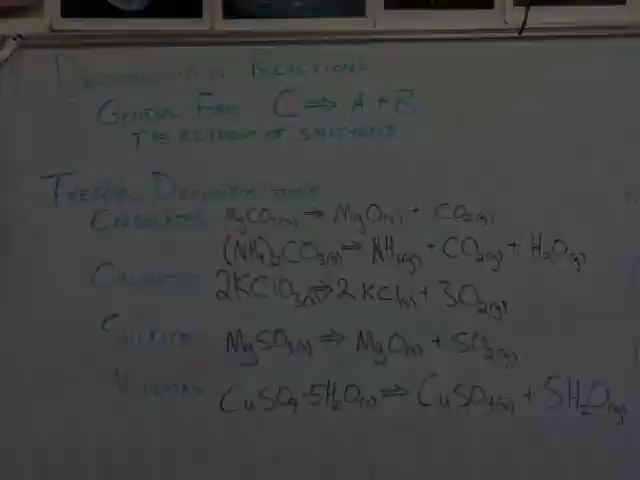 DECOMPOSITION REACTIONS
GENERAL FORM C ⇒ A + B
THE REVERSE OF SYNTHESIS
THERMAL DECOMPOSITION
CARBONATES MgCO₃(s) ⇒ MgO(s) + CO₂(g)
(NH₄)₂CO₃(s) ⇒ NH₃(g) + CO₂(g) + H₂O(g)
CHLORATES 2KClO₃(s) ⇒ 2KCl(s) + 3O₂(g)
SULFITES MgSO₃(s) ⇒ MgO(s) + SO₂(g)
HYDRATES CuSO₄·5H₂O(s) ⇒ CuSO₄(s) + 5H₂O(g)